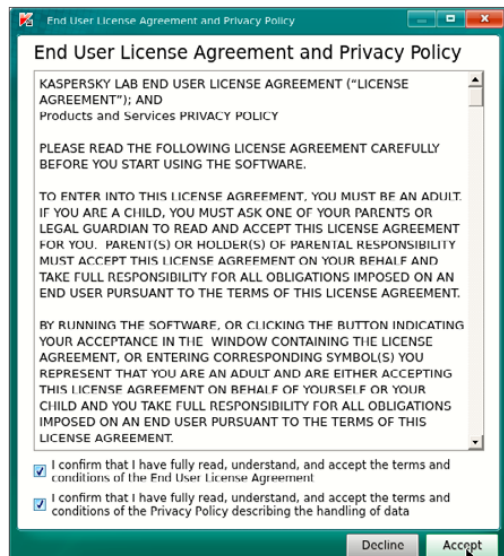 End User License Agreement and Privacy Policy
End User License Agreement and Privacy Policy
KASPERSKY LAB END USER LICENSE AGREEMENT (“LICENSE
AGREEMENT”); AND
Products and Services PRIVACY POLICY
PLEASE READ THE FOLLOWING LICENSE AGREEMENT CAREFULLY
BEFORE YOU START USING THE SOFTWARE.
TO ENTER INTO THIS LICENSE AGREEMENT, YOU MUST BE AN ADULT.
IF YOU ARE A CHILD, YOU MUST ASK ONE OF YOUR PARENTS OR
LEGAL GUARDIAN TO READ AND ACCEPT THIS LICENSE AGREEMENT
FOR YOU. PARENT(S) OR HOLDER(S) OF PARENTAL RESPONSIBILITY
MUST ACCEPT THIS LICENSE AGREEMENT ON YOUR BEHALF AND
TAKE FULL RESPONSIBILITY FOR ALL OBLIGATIONS IMPOSED ON AN
END USER PURSUANT TO THE TERMS OF THIS LICENSE AGREEMENT.
BY RUNNING THE SOFTWARE, OR CLICKING THE BUTTON INDICATING
YOUR ACCEPTANCE IN THE WINDOW CONTAINING THE LICENSE
AGREEMENT, OR ENTERING CORRESPONDING SYMBOL(S) YOU
REPRESENT THAT YOU ARE AN ADULT AND ARE EITHER ACCEPTING
THIS LICENSE AGREEMENT ON BEHALF OF YOURSELF OR YOUR
CHILD AND YOU TAKE FULL RESPONSIBILITY FOR ALL OBLIGATIONS
IMPOSED ON AN END USER PURSUANT TO THE TERMS OF THIS
LICENSE AGREEMENT.
I confirm that I have fully read, understand, and accept the terms and
conditions of the End User License Agreement
I confirm that I have fully read, understand, and accept the terms and
conditions of the Privacy Policy describing the handling of data
Decline Accept